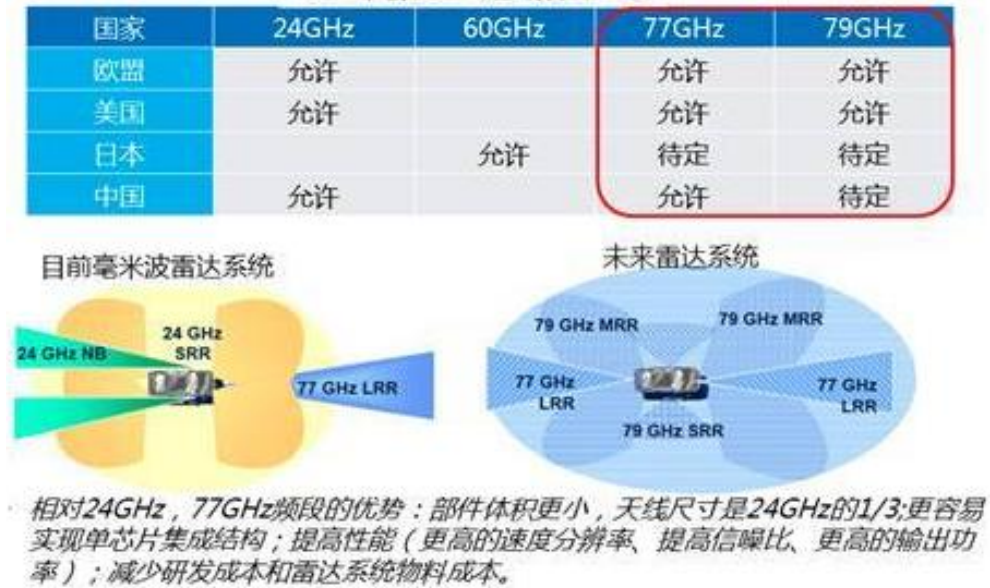 国家 24GHz 60GHz 77GHz 79GHz
欧盟 允许 允许 允许
美国 允许 允许 允许
日本 允许 待定 待定
中国 允许 允许 待定
目前毫米波雷达系统
未来雷达系统
24 GHz NB
24 GHz
SRR
77 GHz LRR
79 GHz MRR
79 GHz MRR
77 GHz
LRR
77 GHz
LRR
79 GHz SRR
相对24GHz，77GHz频段的优势：部件体积更小，天线尺寸是24GHz的1/3;更容易
实现单芯片集成结构；提高性能（更高的速度分辨率、提高信噪比、更高的输出功
率）；减少研发成本和雷达系统物料成本。